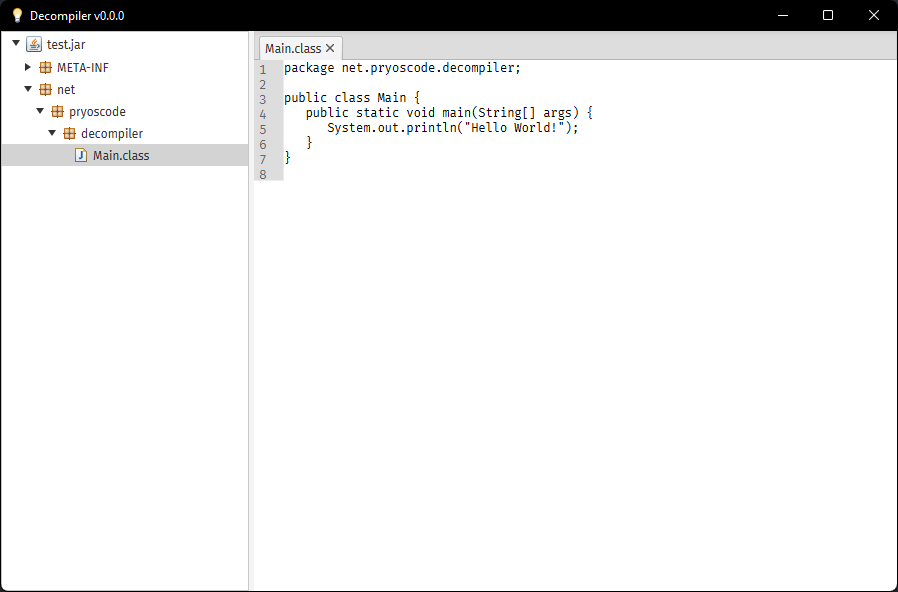 Decompiler v0.0.0
test.jar
META-INF
net
pryoscode
decompiler
Main.class
Main.class
1 package net.pryoscode.decompiler;
2
3 public class Main {
4    public static void main(String[] args) {
5       System.out.println("Hello World!");
6    }
7 }
8